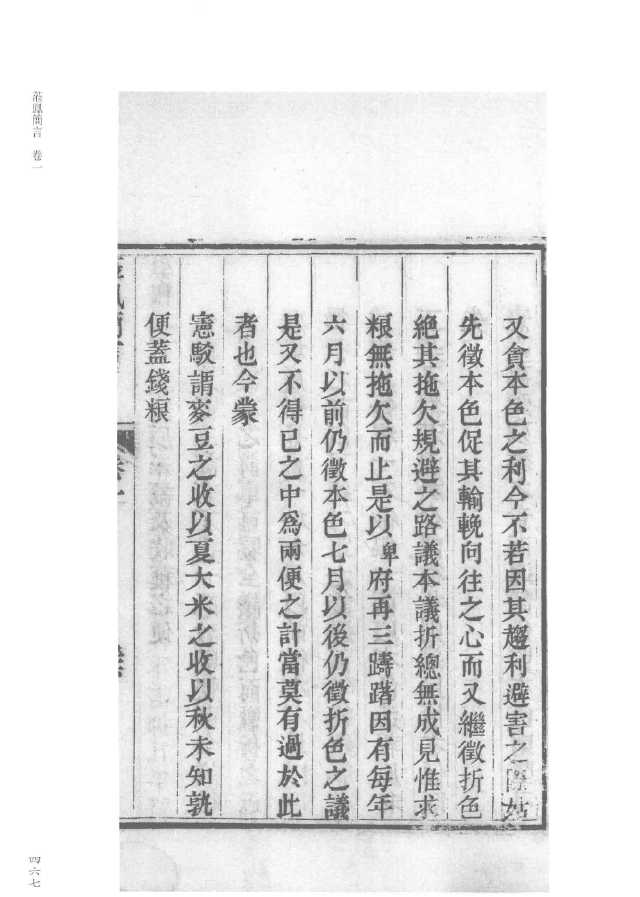 又貪本色之利今不若因其趨利避害之際姑
先徵本色促其輸輓向往之心而又繼徵折色
絕其拖欠規避之路議本議折總無成見惟求
粮無拖欠而止是以卑府再三躊躇因有每年
六月以前仍徵本色七月以後仍徵折色之議
是又不得已之中爲兩便之計當莫有過於此
者也今蒙
憲駁謂麥豆之收以夏大米之收以秋未知孰
便蓋錢粮
卷一
莅鳳簡言 卷一
四六七